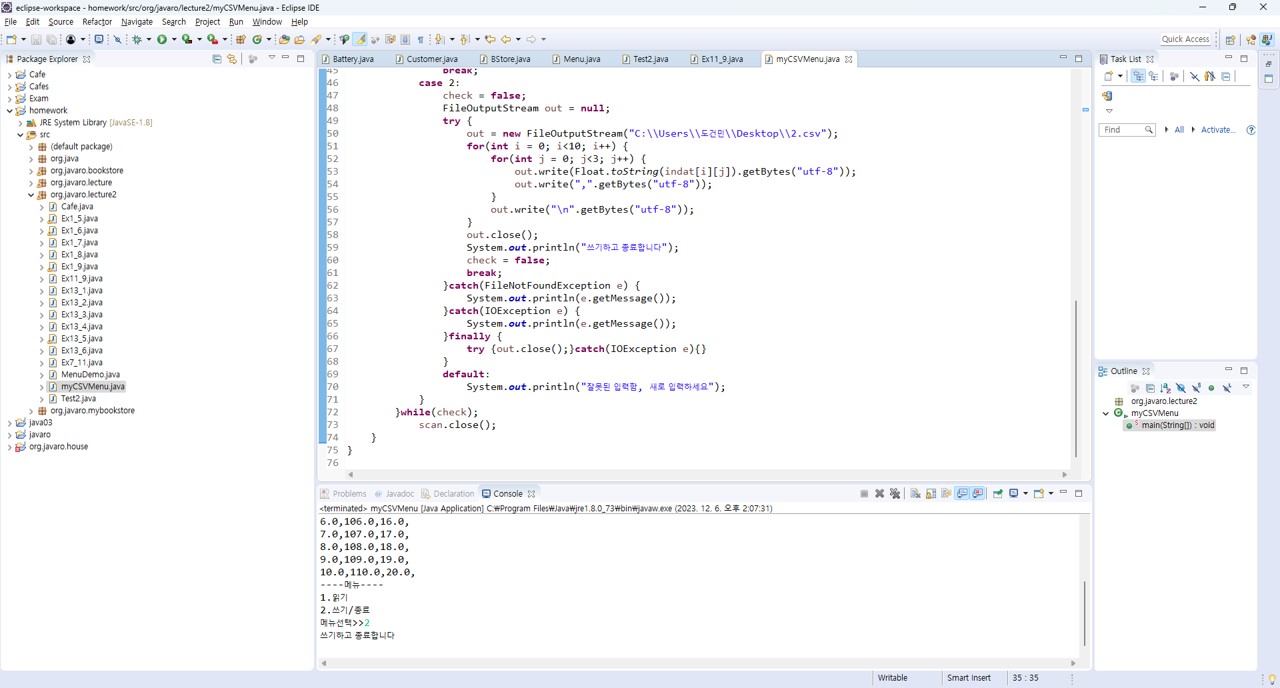 eclipse-workspace - homework/src/org/javaro/lecture2/myCSVMenu.java - Eclipse IDE
File Edit Source Refactor Navigate Search Project Run Window Help
Quick Access
Package Explorer
Cafe
Cafes
Exam
homework
JRE System Library [JavaSE-1.8]
src
(default package)
org.java
org.javaro.bookstore
org.javaro.lecture
org.javaro.lecture2
Cafe.java
Ex1_5.java
Ex1_6.java
Ex1_7.java
Ex1_8.java
Ex1_9.java
Ex11_9.java
Ex13_1.java
Ex13_2.java
Ex13_3.java
Ex13_4.java
Ex13_5.java
Ex13_6.java
Ex7_11.java
MenuDemo.java
myCSVMenu.java
Test2.java
org.javaro.mybookstore
java03
javaro
org.javaro.house
Battery.java Customer.java BStore.java Menu.java Test2.java Ex11_9.java myCSVMenu.java
45 break;
46 case 2:
47 check = false;
48 FileOutputStream out = null;
49 try {
50 out = new FileOutputStream("C:\\Users\\도건민\\Desktop\\2.csv");
51 for(int i = 0; i<10; i++) {
52 for(int j = 0; j<3; j++) {
53 out.write(Float.toString(indat[i][j]).getBytes("utf-8"));
54 out.write(",".getBytes("utf-8"));
55 }
56 out.write("\n".getBytes("utf-8"));
57 }
58 out.close();
59 System.out.println("쓰기하고 종료합니다");
60 check = false;
61 break;
62 }catch(FileNotFoundException e) {
63 System.out.println(e.getMessage());
64 }catch(IOException e) {
65 System.out.println(e.getMessage());
66 }finally {
67 try {out.close();}catch(IOException e){}
68 }
69 default:
70 System.out.println("잘못된 입력함, 새로 입력하세요");
71 }
72 }while(check);
73 scan.close();
74 }
75 }
76
Problems Javadoc Declaration Console
<terminated> myCSVMenu [Java Application] C:₩Program Files₩Java₩jre1.8.0_73₩bin₩javaw.exe (2023. 12. 6. 오후 2:07:31)
6.0,106.0,16.0,
7.0,107.0,17.0,
8.0,108.0,18.0,
9.0,109.0,19.0,
10.0,110.0,20.0,
----메뉴----
1.읽기
2.쓰기/종료
메뉴선택>>2
쓰기하고 종료합니다
Task List
Find All Activate...
Outline
org.javaro.lecture2
myCSVMenu
main(String[]) : void
Writable Smart Insert 35 : 35